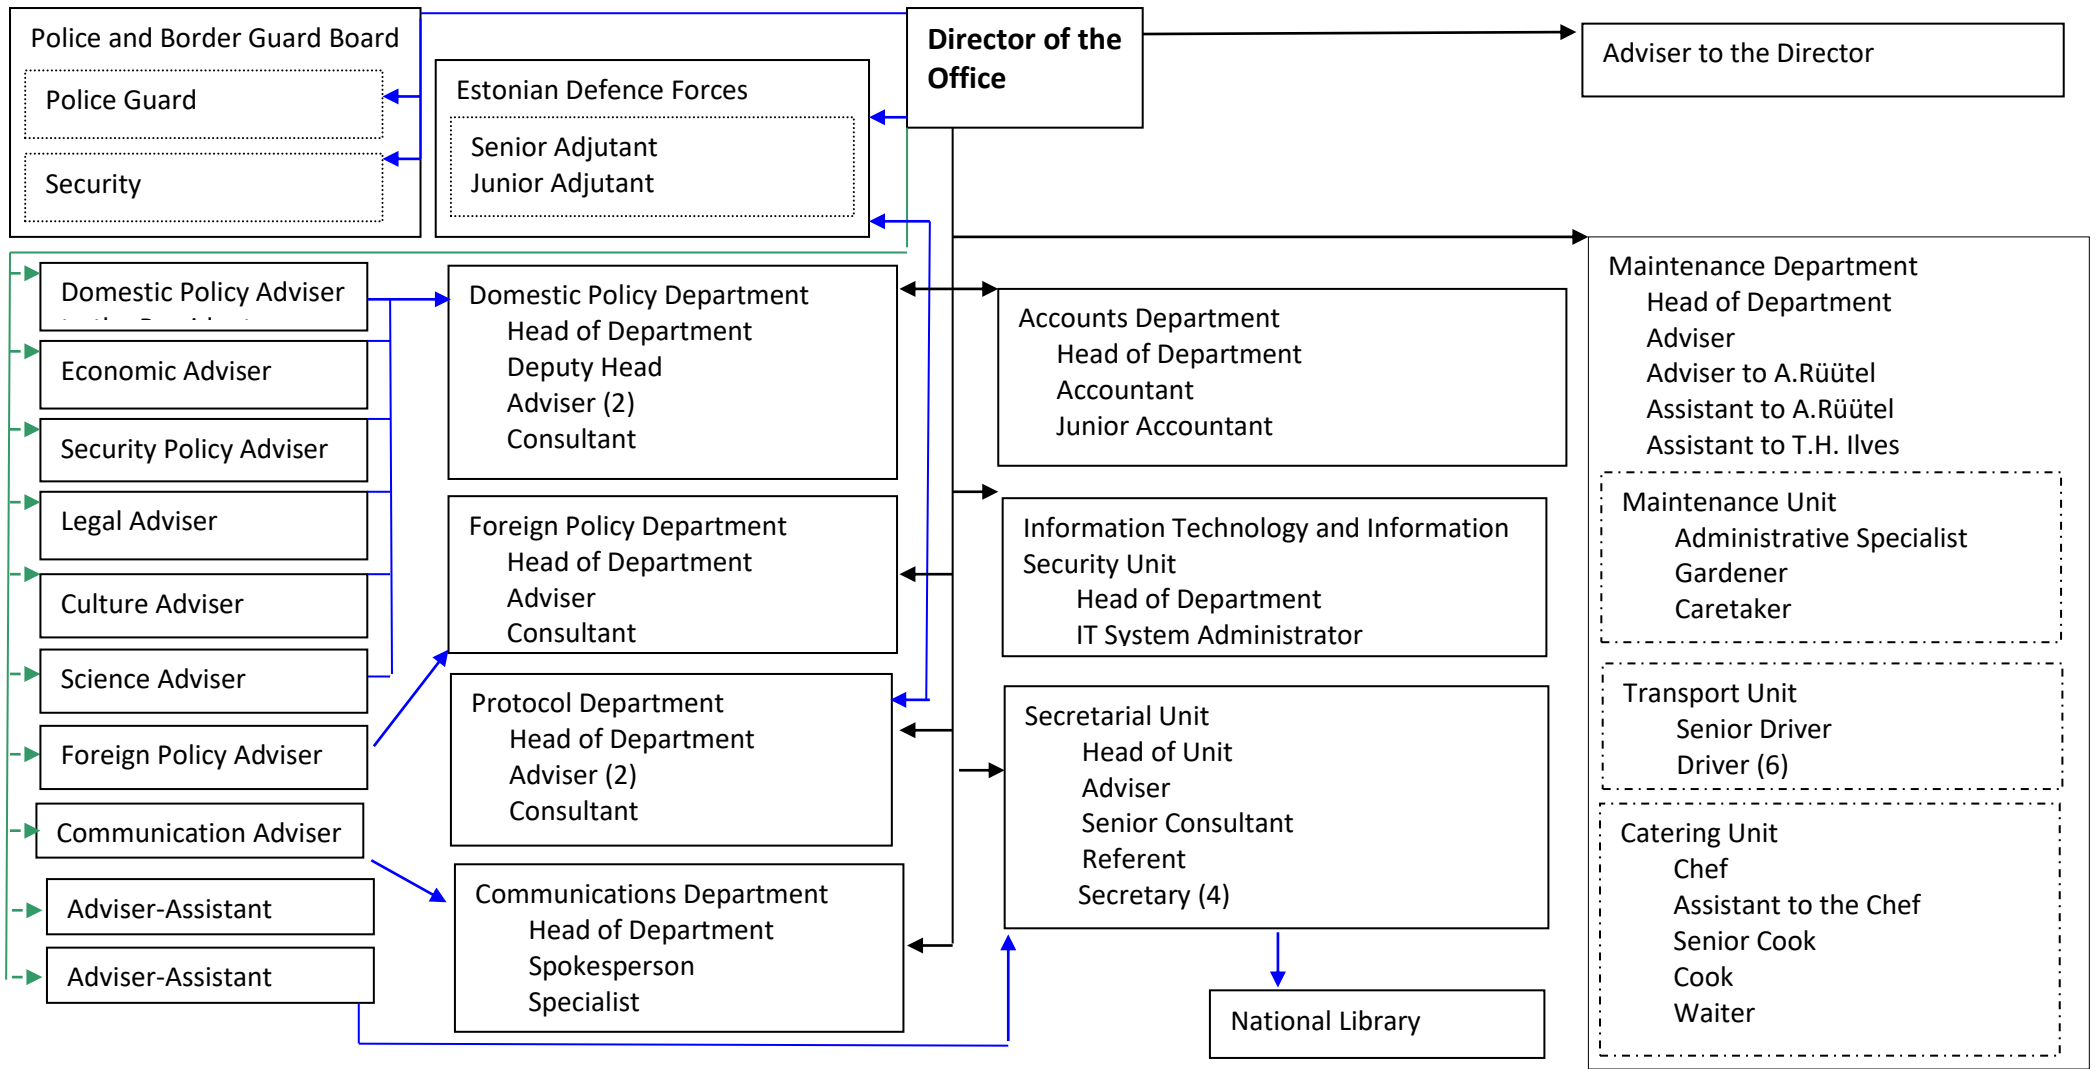 Police and Border Guard Board
Police Guard
Security
Estonian Defence Forces
Senior Adjutant
Junior Adjutant
Director of the
Office
Adviser to the Director
Domestic Policy Adviser
Economic Adviser
Security Policy Adviser
Legal Adviser
Culture Adviser
Science Adviser
Foreign Policy Adviser
Communication Adviser
Adviser-Assistant
Adviser-Assistant
Domestic Policy Department
Head of Department
Deputy Head
Adviser (2)
Consultant
Foreign Policy Department
Head of Department
Adviser
Consultant
Protocol Department
Head of Department
Adviser (2)
Consultant
Communications Department
Head of Department
Spokesperson
Specialist
Accounts Department
Head of Department
Accountant
Junior Accountant
Information Technology and Information
Security Unit
Head of Department
IT System Administrator
Secretarial Unit
Head of Unit
Adviser
Senior Consultant
Referent
Secretary (4)
National Library
Maintenance Department
Head of Department
Adviser
Adviser to A.Rüütel
Assistant to A.Rüütel
Assistant to T.H. Ilves
Maintenance Unit
Administrative Specialist
Gardener
Caretaker
Transport Unit
Senior Driver
Driver (6)
Catering Unit
Chef
Assistant to the Chef
Senior Cook
Cook
Waiter